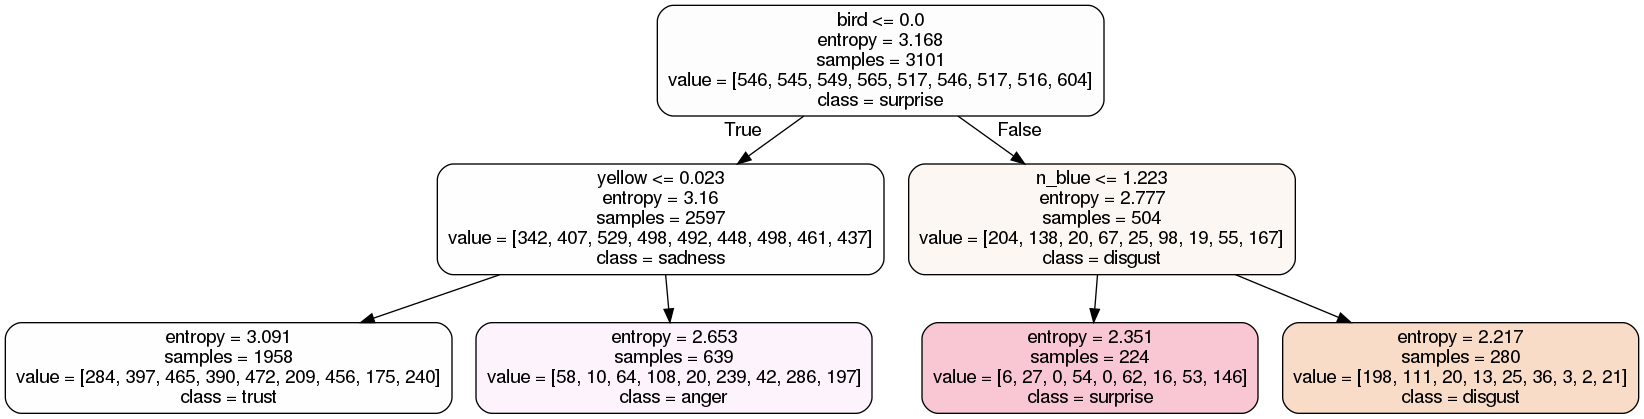 bird <= 0.0
entropy = 3.168
samples = 3101
value = [546, 545, 549, 565, 517, 546, 517, 516, 604]
class = surprise
True
False
yellow <= 0.023
entropy = 3.16
samples = 2597
value = [342, 407, 529, 498, 492, 448, 498, 461, 437]
class = sadness
n_blue <= 1.223
entropy = 2.777
samples = 504
value = [204, 138, 20, 67, 25, 98, 19, 55, 167]
class = disgust
entropy = 3.091
samples = 1958
value = [284, 397, 465, 390, 472, 209, 456, 175, 240]
class = trust
entropy = 2.653
samples = 639
value = [58, 10, 64, 108, 20, 239, 42, 286, 197]
class = anger
entropy = 2.351
samples = 224
value = [6, 27, 0, 54, 0, 62, 16, 53, 146]
class = surprise
entropy = 2.217
samples = 280
value = [198, 111, 20, 13, 25, 36, 3, 2, 21]
class = disgust